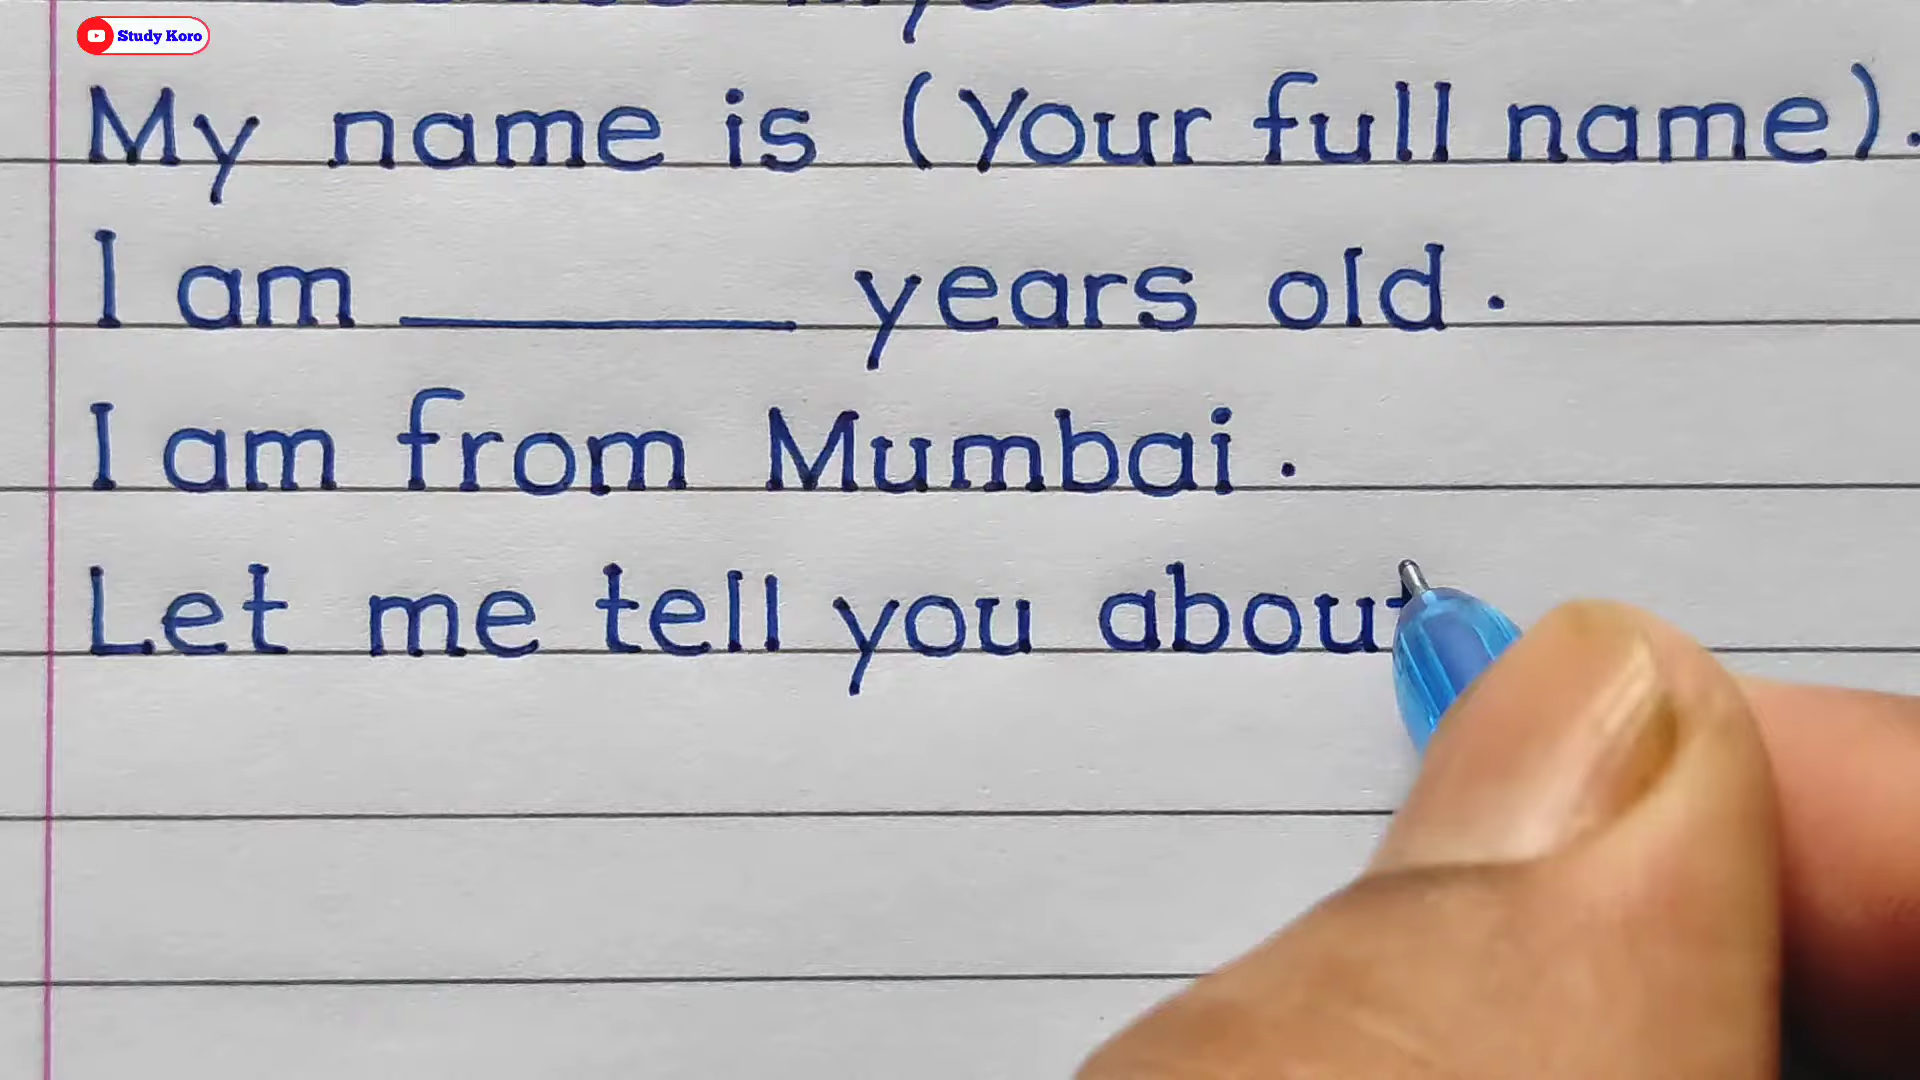 Study Koro
My name is (Your full name).
I am ________ years old.
I am from Mumbai.
Let me tell you about